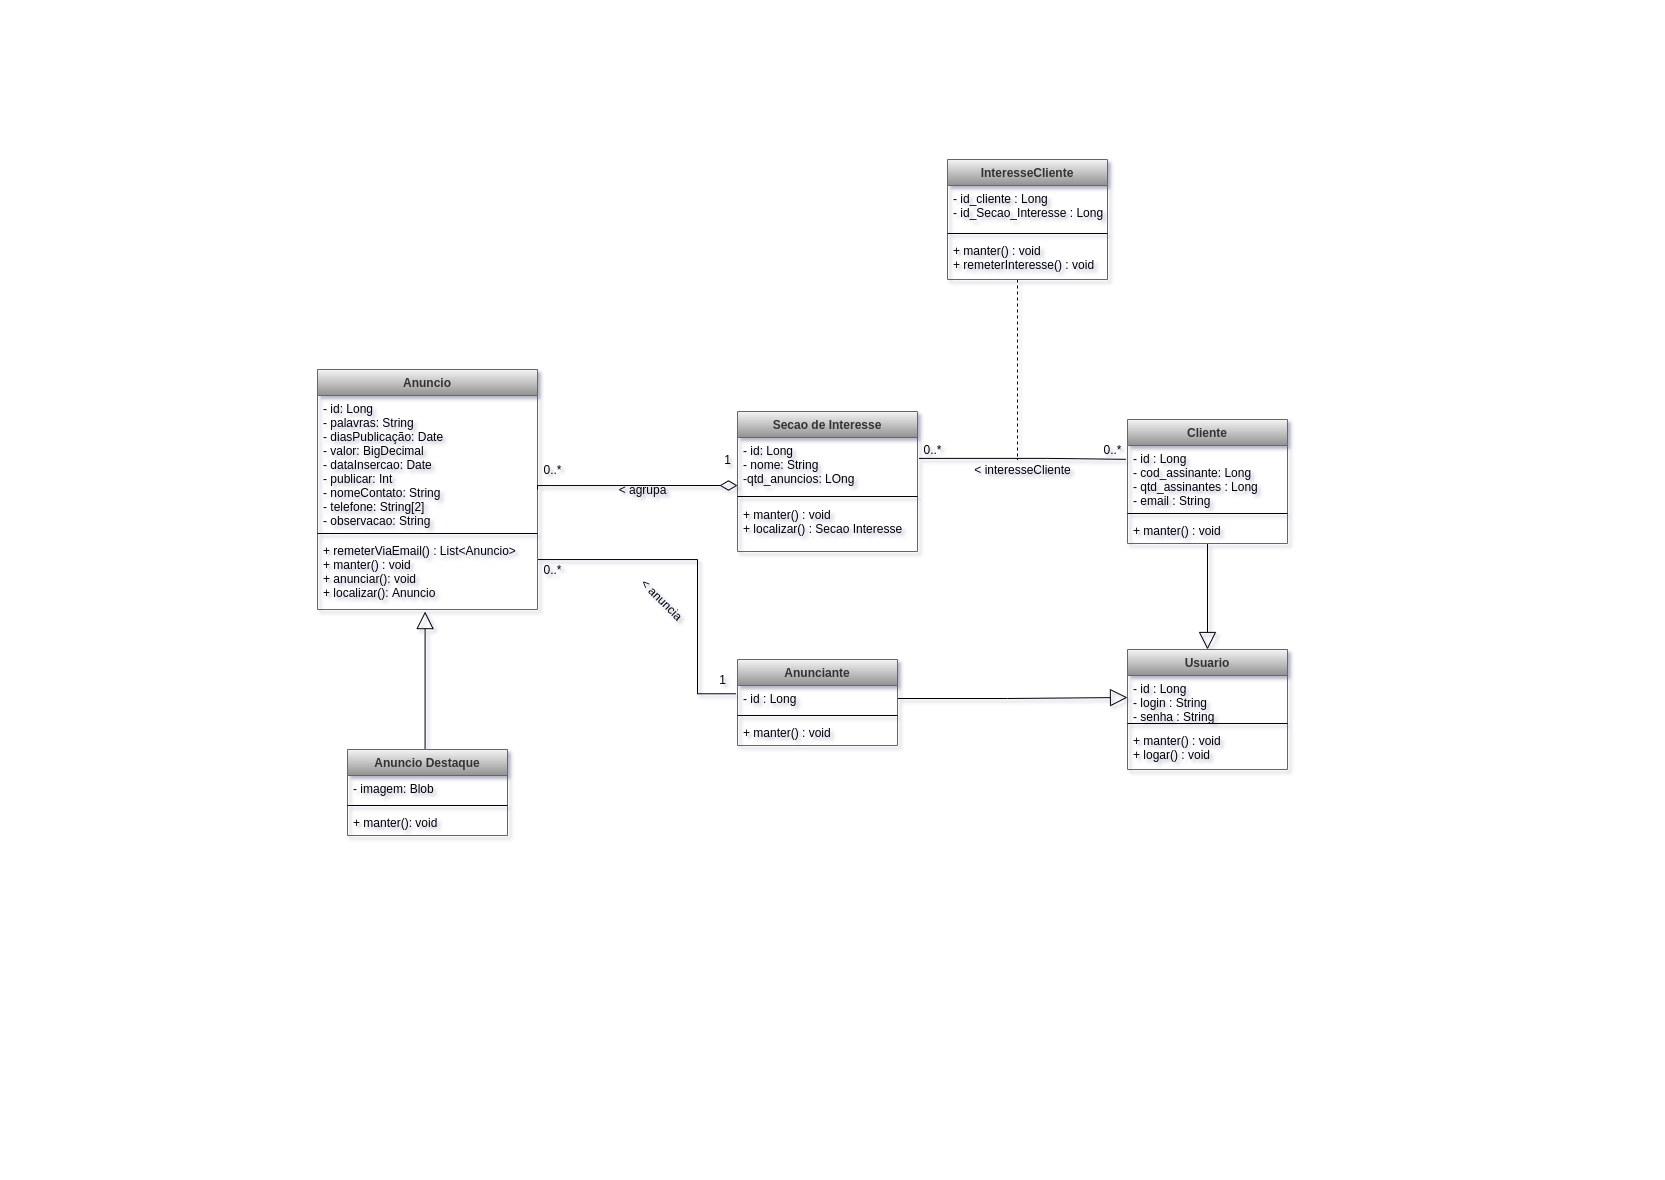 InteresseCliente
- id_cliente : Long
- id_Secao_Interesse : Long
+ manter() : void
+ remeterInteresse() : void
Anuncio
- id: Long
- palavras: String
- diasPublicação: Date
- valor: BigDecimal
- dataInsercao: Date
- publicar: Int
- nomeContato: String
- telefone: String[2]
- observacao: String
+ remeterViaEmail() : List<Anuncio>
+ manter() : void
+ anunciar(): void
+ localizar(): Anuncio
0..*
1
< agrupa
Secao de Interesse
- id: Long
- nome: String
-qtd_anuncios: LOng
+ manter() : void
+ localizar() : Secao Interesse
0..*
0..*
< interesseCliente
Cliente
- id : Long
- cod_assinante: Long
- qtd_assinantes : Long
- email : String
+ manter() : void
0..*
< anuncia
1
Anunciante
- id : Long
+ manter() : void
Usuario
- id : Long
- login : String
- senha : String
+ manter() : void
+ logar() : void
Anuncio Destaque
- imagem: Blob
+ manter(): void